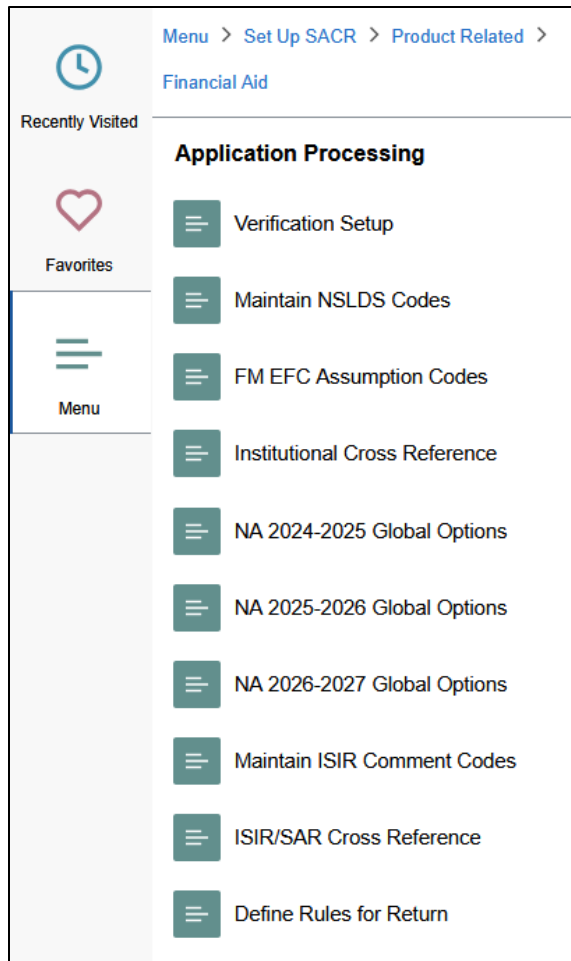 Menu > Set Up SACR > Product Related >
Financial Aid
Recently Visited
Favorites
Menu
Application Processing
Verification Setup
Maintain NSLDS Codes
FM EFC Assumption Codes
Institutional Cross Reference
NA 2024-2025 Global Options
NA 2025-2026 Global Options
NA 2026-2027 Global Options
Maintain ISIR Comment Codes
ISIR/SAR Cross Reference
Define Rules for Return